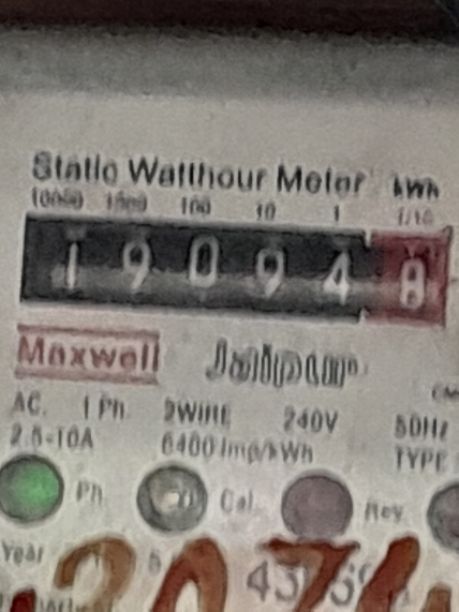 Static Watthour Meter kWh
10000 1000 100 10 1 1/10
1 9 0 9 4 8
Maxwell Jaipur
AC. 1 Ph 2WIRE 240V 50Hz
2.5-10A 6400 Imp/kWh TYPE
Ph. Cal. Rev.
Year